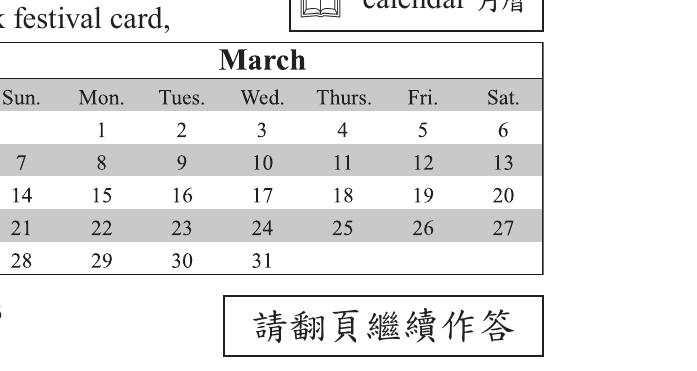 festival card,
calendar 月曆
March
Sun. Mon. Tues. Wed. Thurs. Fri. Sat.
1 2 3 4 5 6
7 8 9 10 11 12 13
14 15 16 17 18 19 20
21 22 23 24 25 26 27
28 29 30 31
請翻頁繼續作答